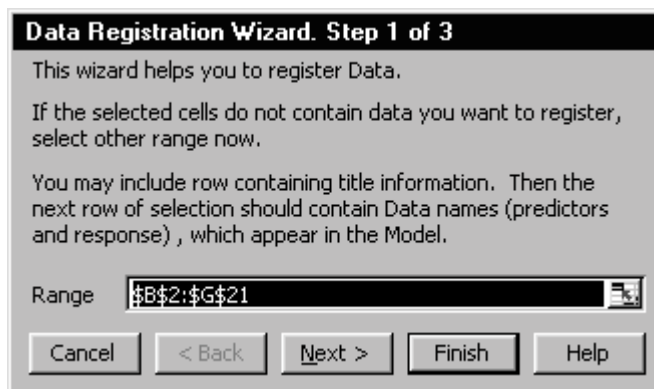 Data Registration Wizard. Step 1 of 3
This wizard helps you to register Data.
If the selected cells do not contain data you want to register,
select other range now.
You may include row containing title information. Then the
next row of selection should contain Data names (predictors
and response) , which appear in the Model.
Range $B$2:$G$21
Cancel < Back Next > Finish Help